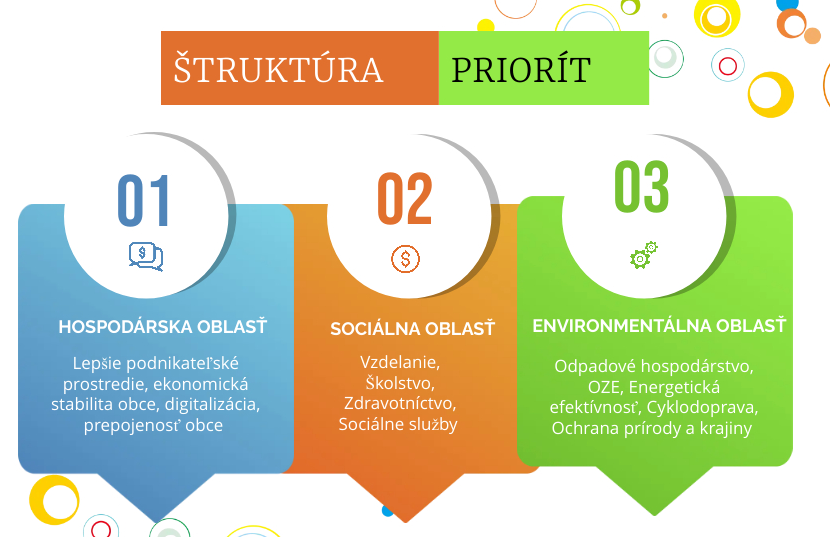 ŠTRUKTÚRA PRIORÍT
01
HOSPODÁRSKA OBLASŤ
Lepšie podnikateľské
prostredie, ekonomická
stabilita obce, digitalizácia,
prepojenosť obce
02
SOCIÁLNA OBLASŤ
Vzdelanie,
Školstvo,
Zdravotníctvo,
Sociálne služby
03
ENVIRONMENTÁLNA OBLASŤ
Odpadové hospodárstvo,
OZE, Energetická
efektívnosť, Cyklodoprava,
Ochrana prírody a krajiny